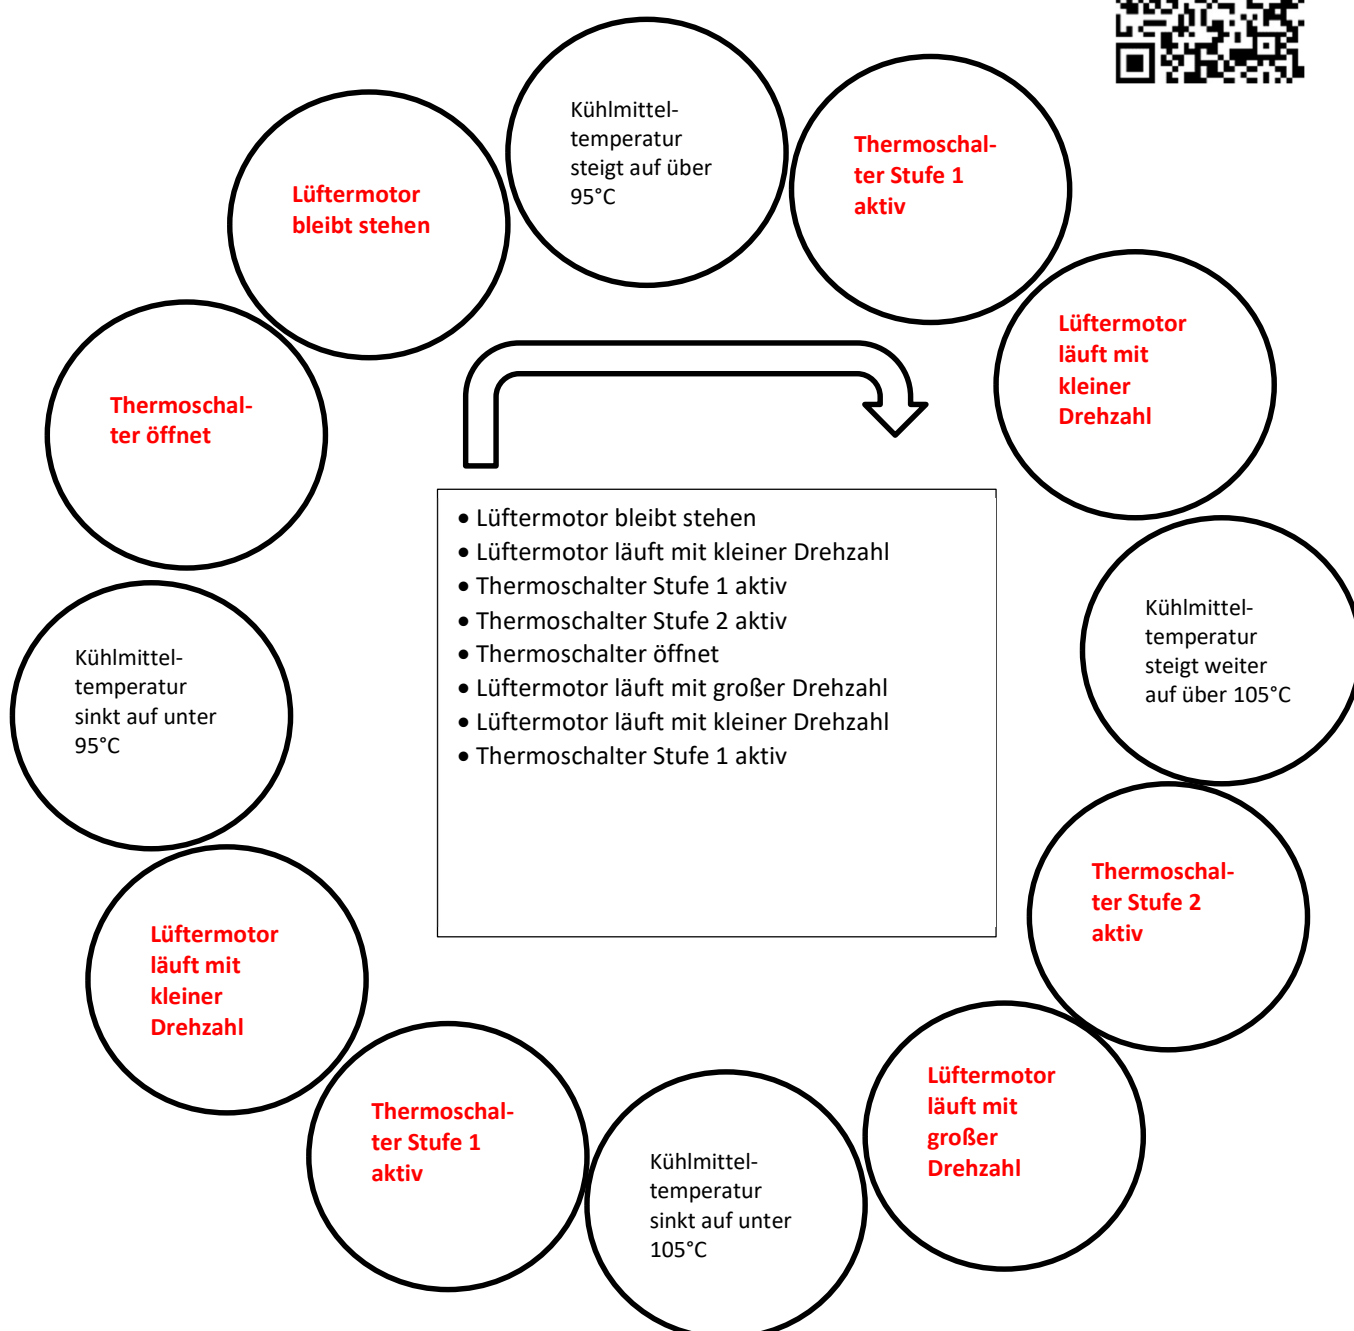 Kühlmittel-
temperatur
steigt auf über
95°C
Thermoschal-
ter Stufe 1
aktiv
Lüftermotor
läuft mit
kleiner
Drehzahl
Kühlmittel-
temperatur
steigt weiter
auf über 105°C
Thermoschal-
ter Stufe 2
aktiv
Lüftermotor
läuft mit
großer
Drehzahl
Kühlmittel-
temperatur
sinkt auf unter
105°C
Thermoschal-
ter Stufe 1
aktiv
Lüftermotor
läuft mit
kleiner
Drehzahl
Kühlmittel-
temperatur
sinkt auf unter
95°C
Thermoschal-
ter öffnet
Lüftermotor
bleibt stehen
• Lüftermotor bleibt stehen
• Lüftermotor läuft mit kleiner Drehzahl
• Thermoschalter Stufe 1 aktiv
• Thermoschalter Stufe 2 aktiv
• Thermoschalter öffnet
• Lüftermotor läuft mit großer Drehzahl
• Lüftermotor läuft mit kleiner Drehzahl
• Thermoschalter Stufe 1 aktiv